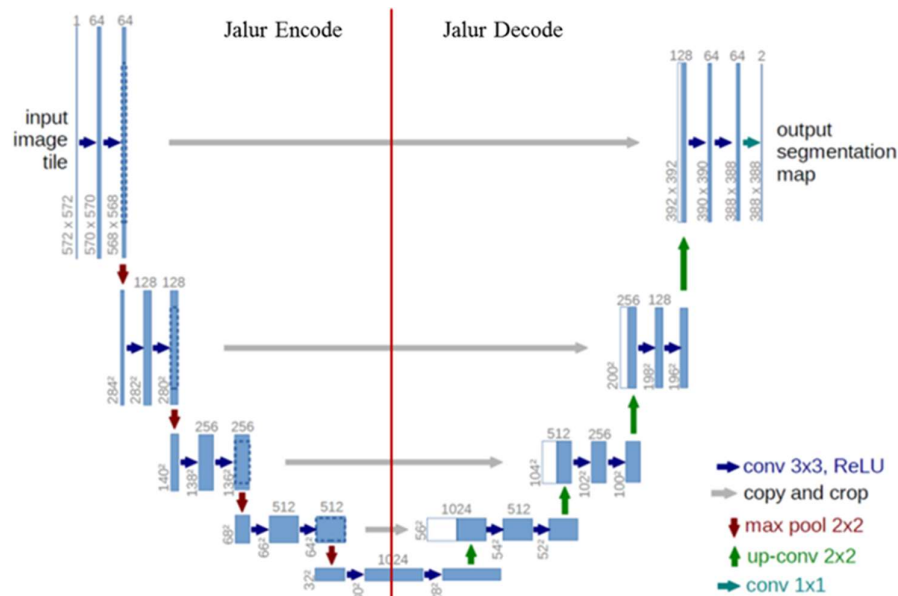 Jalur Encode
Jalur Decode
1
64
64
input
image
tile
572 x 572
570 x 570
568 x 568
128
64
64
2
392 x 392
390 x 390
388 x 388
388 x 388
output
segmentation
map
128
128
284²
282²
280²
256
128
200²
198²
196²
256
256
140²
138²
136²
512
256
104²
102²
100²
512
512
68²
66²
64²
1024
512
56²
54²
52²
1024
32²
conv 3x3, ReLU
copy and crop
max pool 2x2
up-conv 2x2
conv 1x1